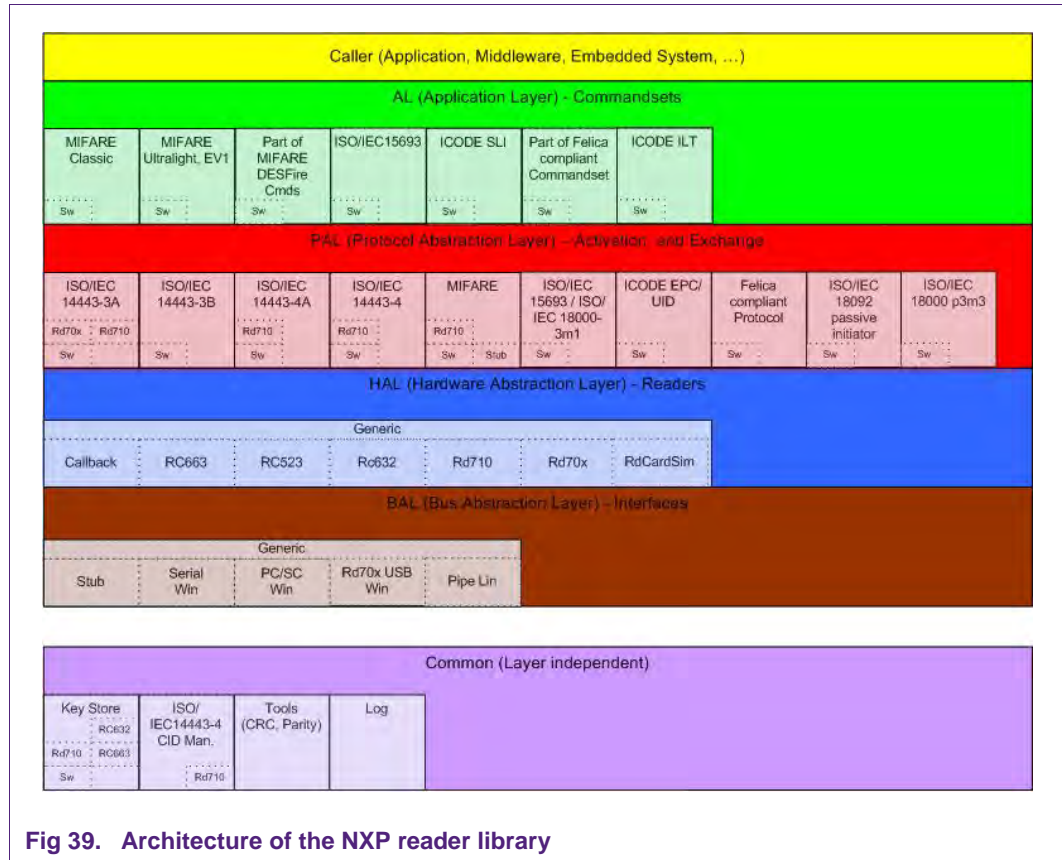 Caller (Application, Middleware, Embedded System, …)
AL (Application Layer) - Commandsets
MIFARE Classic
Sw
MIFARE Ultralight, EV1
Sw
Part of MIFARE DESFire Cmds
Sw
ISO/IEC15693
Sw
ICODE SLI
Sw
Part of Felica compliant Commandset
Sw
ICODE ILT
Sw
PAL (Protocol Abstraction Layer) – Activation and Exchange
ISO/IEC 14443-3A
Rd70x Rd710
Sw
ISO/IEC 14443-3B
Sw
ISO/IEC 14443-4A
Rd710
Sw
ISO/IEC 14443-4
Rd710
Sw
MIFARE
Rd710
Sw Stub
ISO/IEC 15693 / ISO/ IEC 18000-3m1
Sw
ICODE EPC/ UID
Sw
Felica compliant Protocol
Sw
ISO/IEC 18092 passive initiator
Sw
ISO/IEC 18000 p3m3
Sw
HAL (Hardware Abstraction Layer) - Readers
Generic
Callback
RC663
RC523
Rc632
Rd710
Rd70x
RdCardSim
BAL (Bus Abstraction Layer) - Interfaces
Generic
Stub
Serial Win
PC/SC Win
Rd70x USB Win
Pipe Lin
Common (Layer independent)
Key Store
RC632
Rd710 RC663
Sw
ISO/ IEC14443-4 CID Man.
Rd710
Tools (CRC, Parity)
Log
Fig 39. Architecture of the NXP reader library